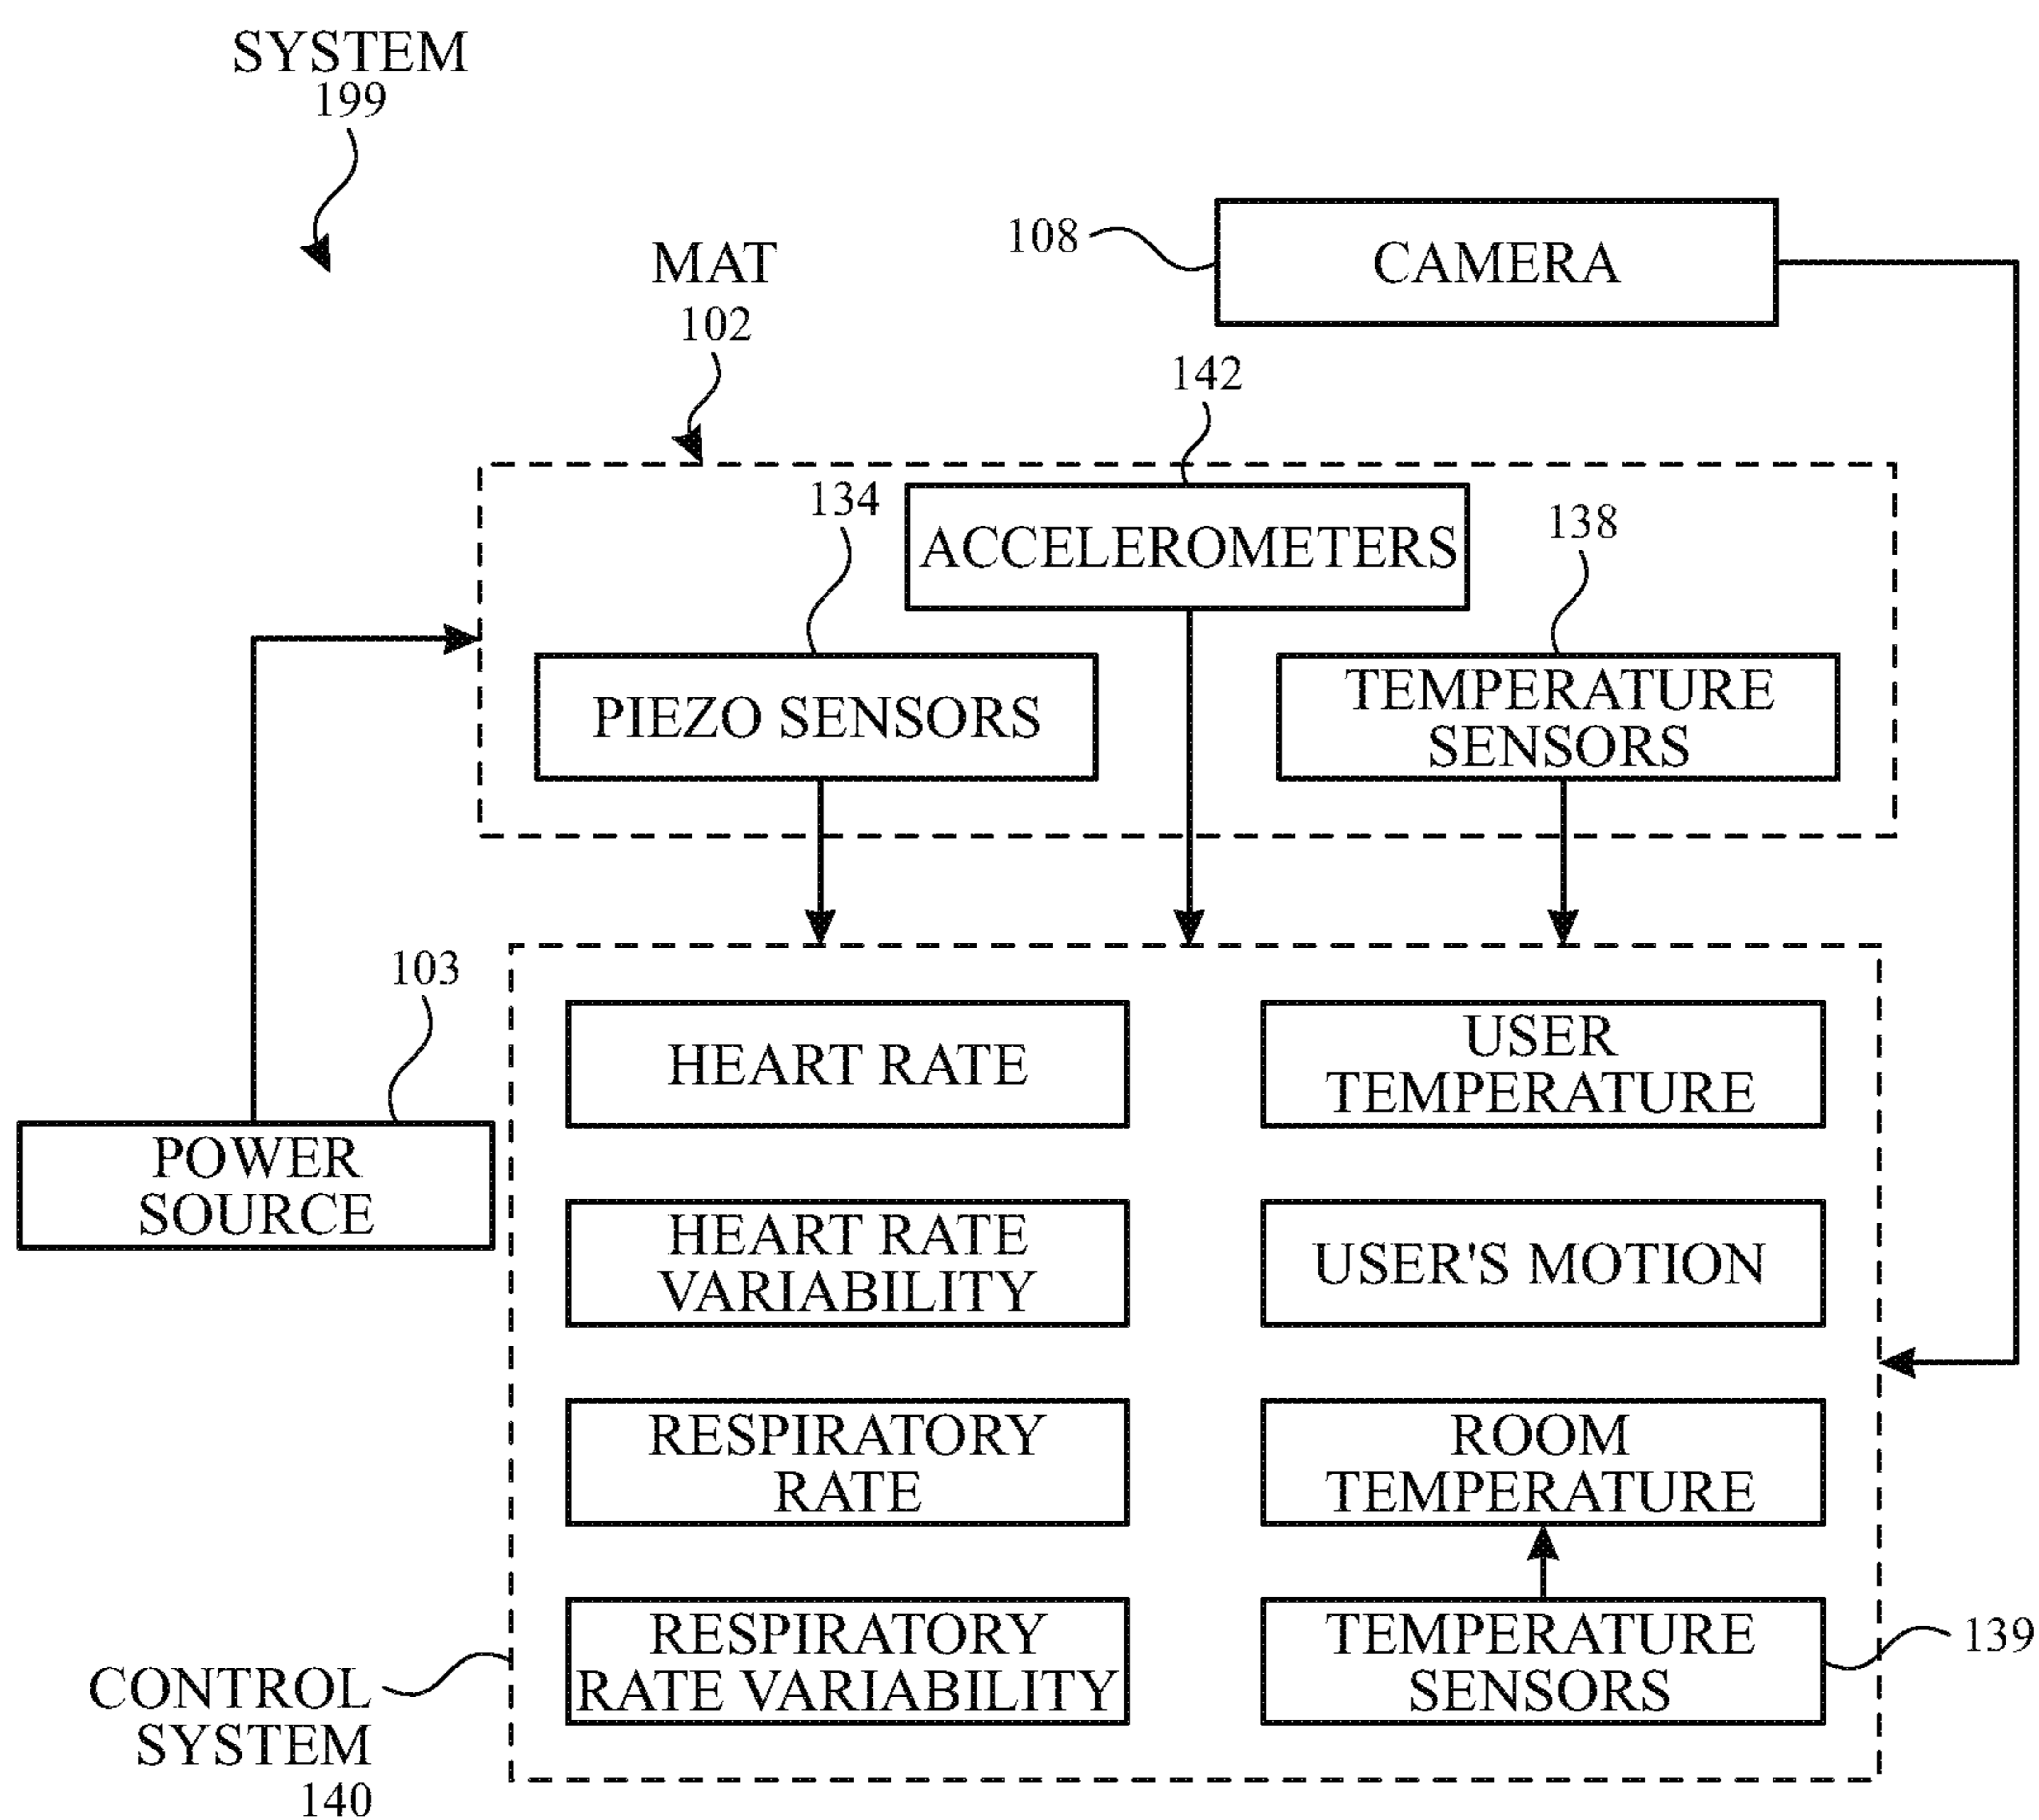 SYSTEM
199
MAT
102
108
CAMERA
142
134
ACCELEROMETERS
138
PIEZO SENSORS
TEMPERATURE
SENSORS
103
POWER
SOURCE
HEART RATE
USER
TEMPERATURE
HEART RATE
VARIABILITY
USER'S MOTION
RESPIRATORY
RATE
ROOM
TEMPERATURE
RESPIRATORY
RATE VARIABILITY
TEMPERATURE
SENSORS
139
CONTROL
SYSTEM
140